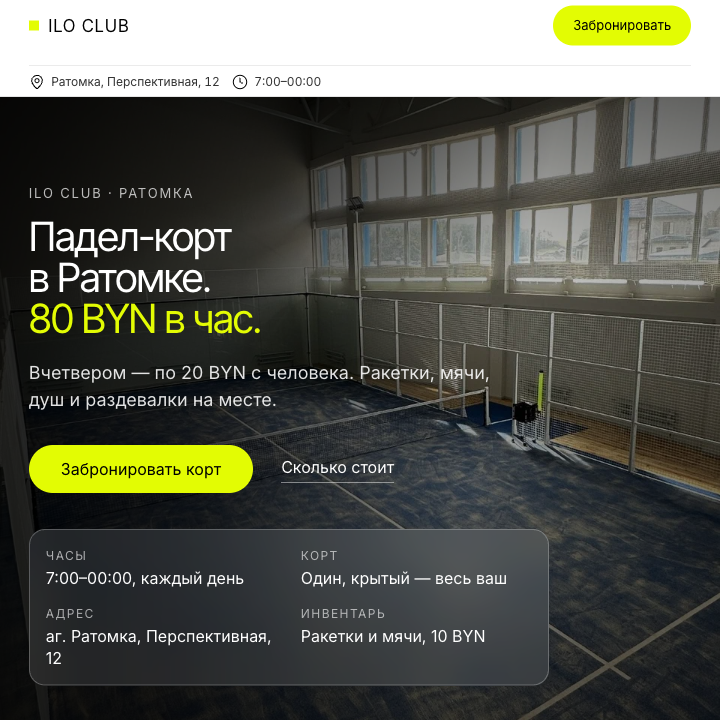 ILO CLUB
Забронировать
Ратомка, Перспективная, 12
7:00–00:00
ILO CLUB · РАТОМКА
Падел-корт
в Ратомке.
80 BYN в час.
Вчетвером — по 20 BYN с человека. Ракетки, мячи,
душ и раздевалки на месте.
Забронировать корт
Сколько стоит
ЧАСЫ
7:00–00:00, каждый день
КОРТ
Один, крытый — весь ваш
АДРЕС
аг. Ратомка, Перспективная,
12
ИНВЕНТАРЬ
Ракетки и мячи, 10 BYN